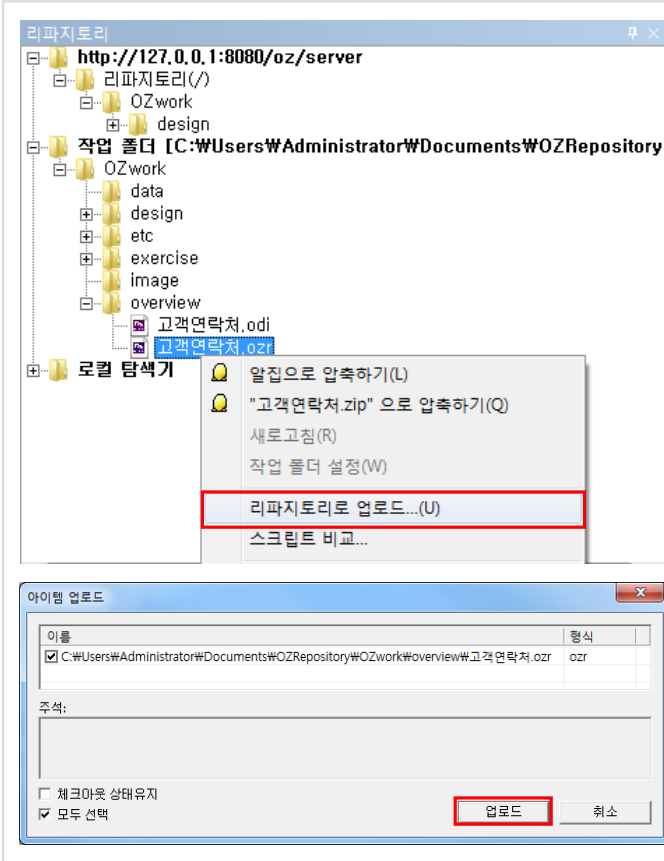 리파지토리
http://127.0.0.1:8080/oz/server
리파지토리(/)
OZwork
design
작업 폴더 [C:₩Users₩Administrator₩Documents₩OZRepository
OZwork
data
design
etc
exercise
image
overview
고객연락처.odi
고객연락처.ozr
로컬 탐색기
알집으로 압축하기(L)
"고객연락처.zip" 으로 압축하기(Q)
새로고침(R)
작업 폴더 설정(W)
리파지토리로 업로드...(U)
스크립트 비교...
아이템 업로드
이름 형식
C:₩Users₩Administrator₩Documents₩OZRepository₩OZwork₩overview₩고객연락처.ozr ozr
주석:
체크아웃 상태유지
모두 선택
업로드 취소